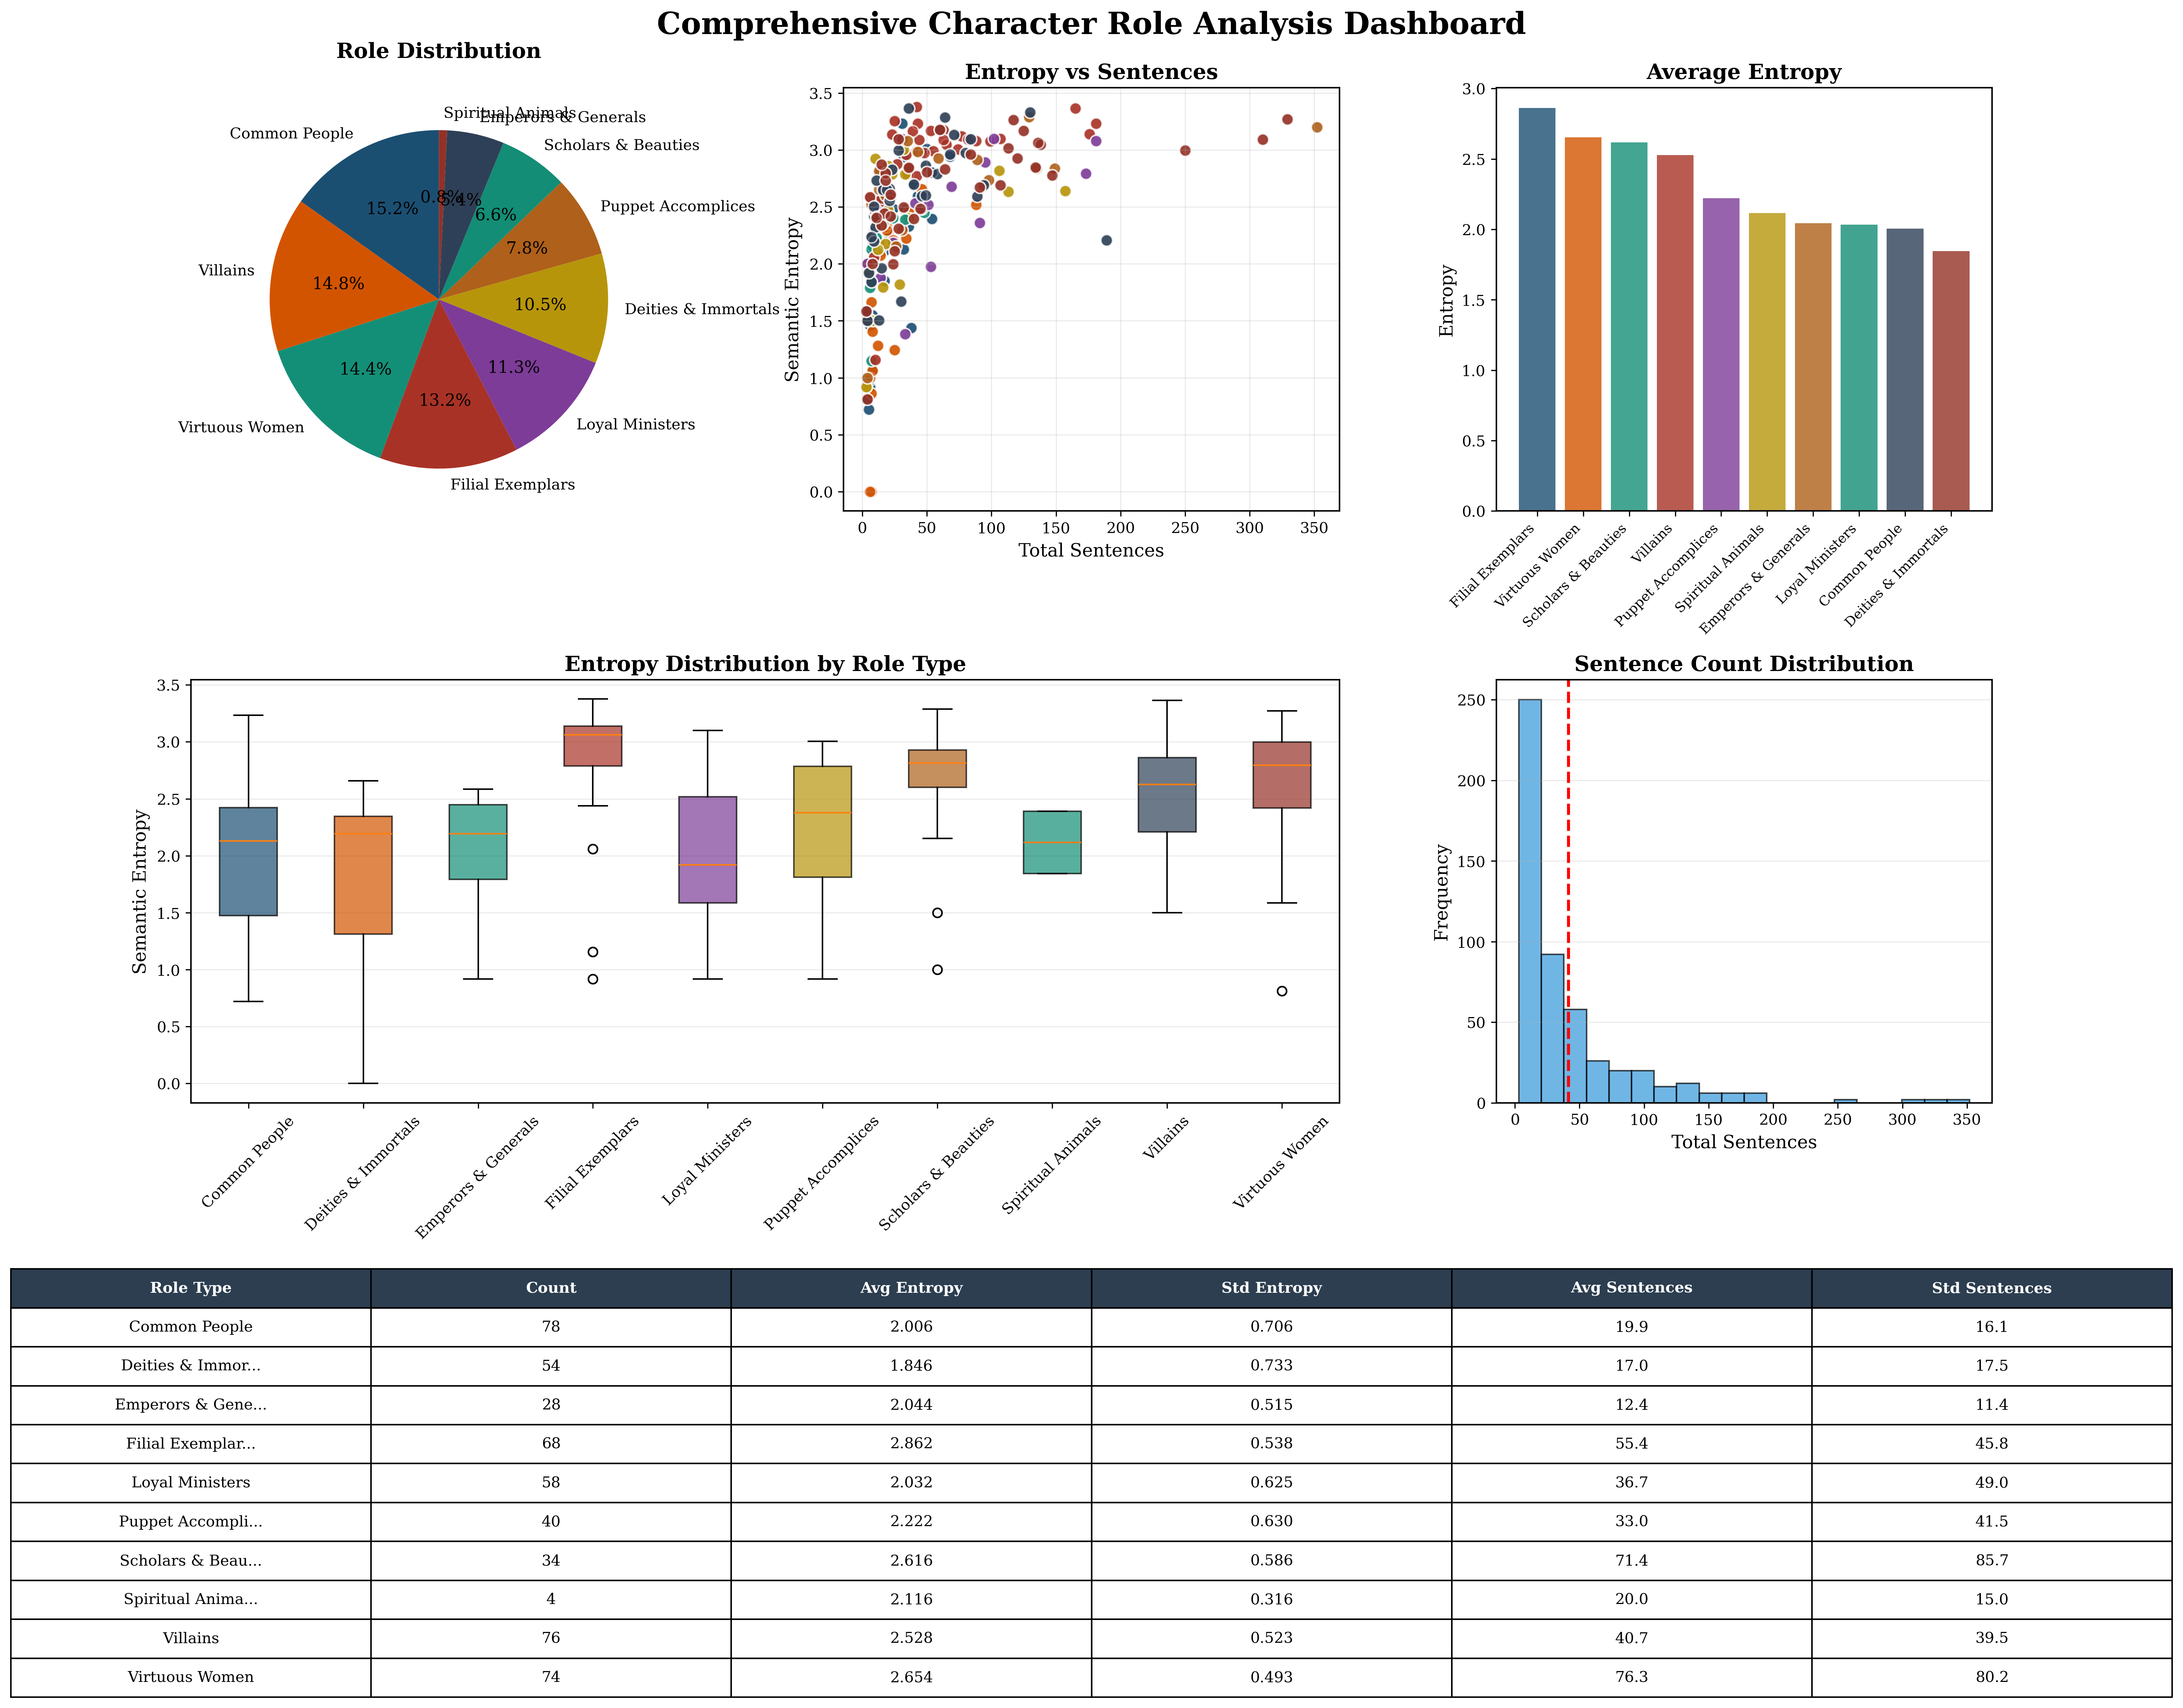 Comprehensive Character Role Analysis Dashboard
Role Distribution
Spiritual Animals
Emperors & Generals
Common People
Scholars & Beauties
Puppet Accomplices
Villains
Deities & Immortals
Virtuous Women
Loyal Ministers
Filial Exemplars
15.2%
0.8%
5.4%
6.6%
7.8%
14.8%
10.5%
14.4%
11.3%
13.2%
Entropy vs Sentences
Semantic Entropy
3.5
3.0
2.5
2.0
1.5
1.0
0.5
0.0
0 50 100 150 200 250 300 350
Total Sentences
Average Entropy
Entropy
3.0
2.5
2.0
1.5
1.0
0.5
0.0
Filial Exemplars
Virtuous Women
Scholars & Beauties
Villains
Puppet Accomplices
Spiritual Animals
Emperors & Generals
Loyal Ministers
Common People
Deities & Immortals
Entropy Distribution by Role Type
Semantic Entropy
3.5
3.0
2.5
2.0
1.5
1.0
0.5
0.0
Common People
Deities & Immortals
Emperors & Generals
Filial Exemplars
Loyal Ministers
Puppet Accomplices
Scholars & Beauties
Spiritual Animals
Villains
Virtuous Women
Sentence Count Distribution
Frequency
250
200
150
100
50
0
0 50 100 150 200 250 300 350
Total Sentences
Role Type Count Avg Entropy Std Entropy Avg Sentences Std Sentences
Common People 78 2.006 0.706 19.9 16.1
Deities & Immor... 54 1.846 0.733 17.0 17.5
Emperors & Gene... 28 2.044 0.515 12.4 11.4
Filial Exemplar... 68 2.862 0.538 55.4 45.8
Loyal Ministers 58 2.032 0.625 36.7 49.0
Puppet Accompli... 40 2.222 0.630 33.0 41.5
Scholars & Beau... 34 2.616 0.586 71.4 85.7
Spiritual Anima... 4 2.116 0.316 20.0 15.0
Villains 76 2.528 0.523 40.7 39.5
Virtuous Women 74 2.654 0.493 76.3 80.2